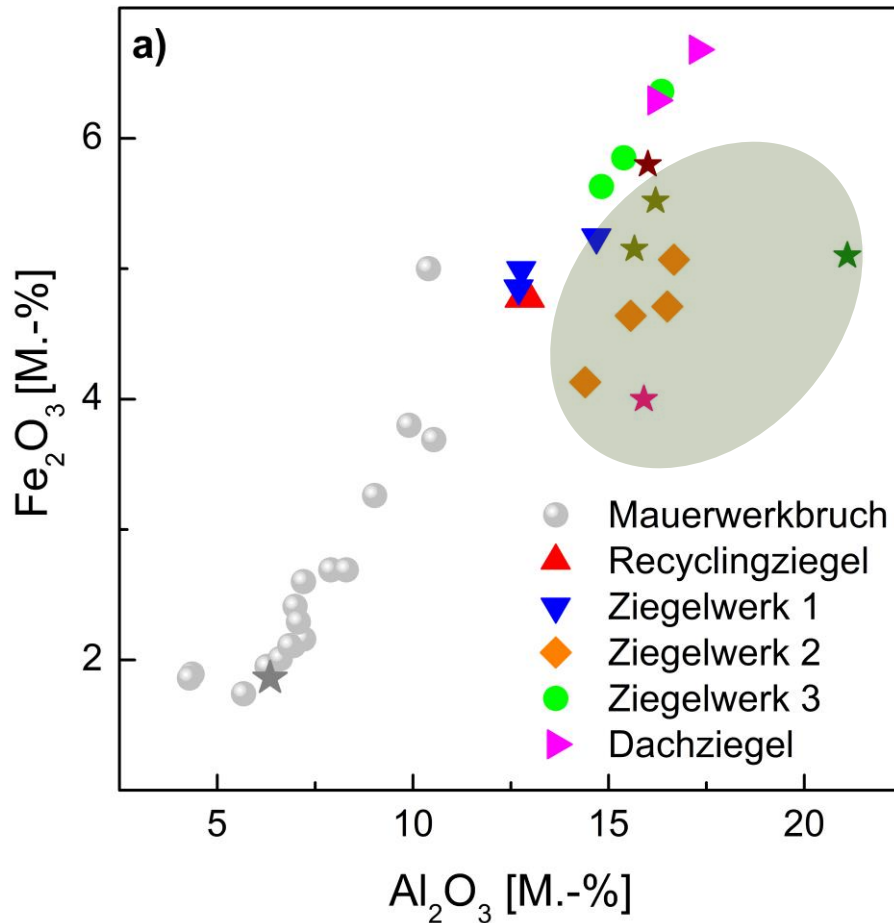 a)
6
4
2
Fe₂O₃ [M.-%]
Mauerwerkbruch
Recyclingziegel
Ziegelwerk 1
Ziegelwerk 2
Ziegelwerk 3
Dachziegel
5 10 15 20
Al₂O₃ [M.-%]